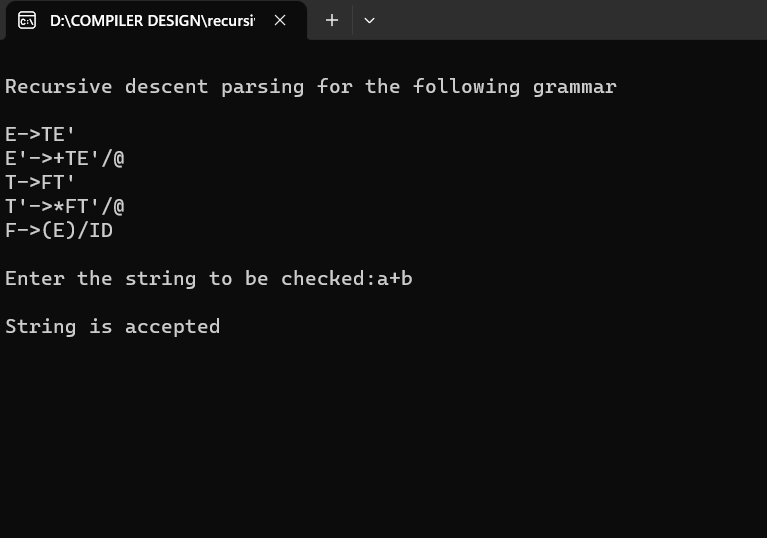 D:\COMPILER DESIGN\recursi
Recursive descent parsing for the following grammar
E->TE'
E'->+TE'/@
T->FT'
T'->*FT'/@
F->(E)/ID
Enter the string to be checked:a+b
String is accepted